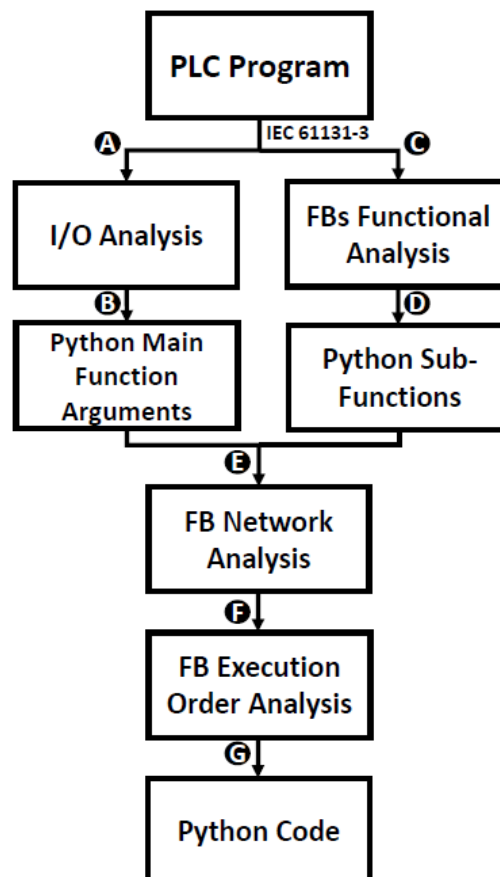 PLC Program
IEC 61131-3
A
C
I/O Analysis
FBs Functional
Analysis
B
D
Python Main
Function
Arguments
Python Sub-
Functions
E
FB Network
Analysis
F
FB Execution
Order Analysis
G
Python Code